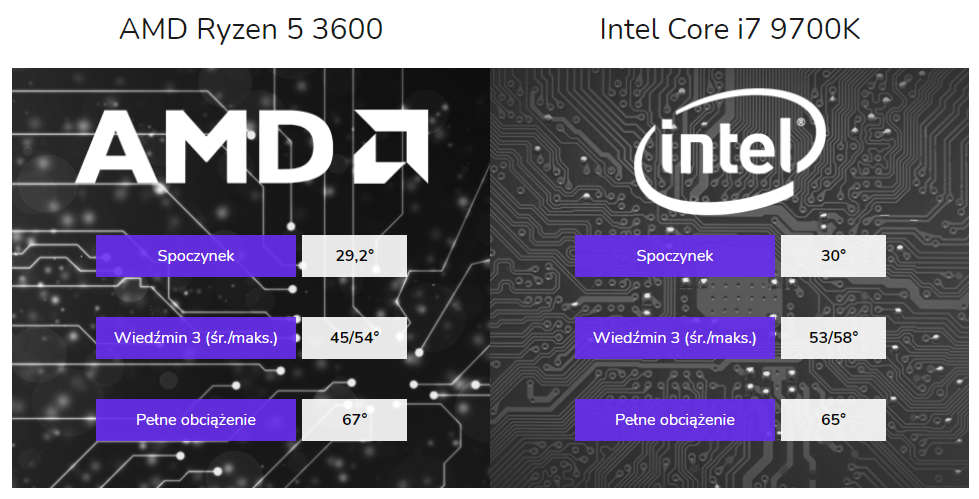 AMD Ryzen 5 3600
Intel Core i7 9700K
AMD
intel®
Spoczynek 29,2°
Spoczynek 30°
Wiedźmin 3 (śr./maks.) 45/54°
Wiedźmin 3 (śr./maks.) 53/58°
Pełne obciążenie 67°
Pełne obciążenie 65°